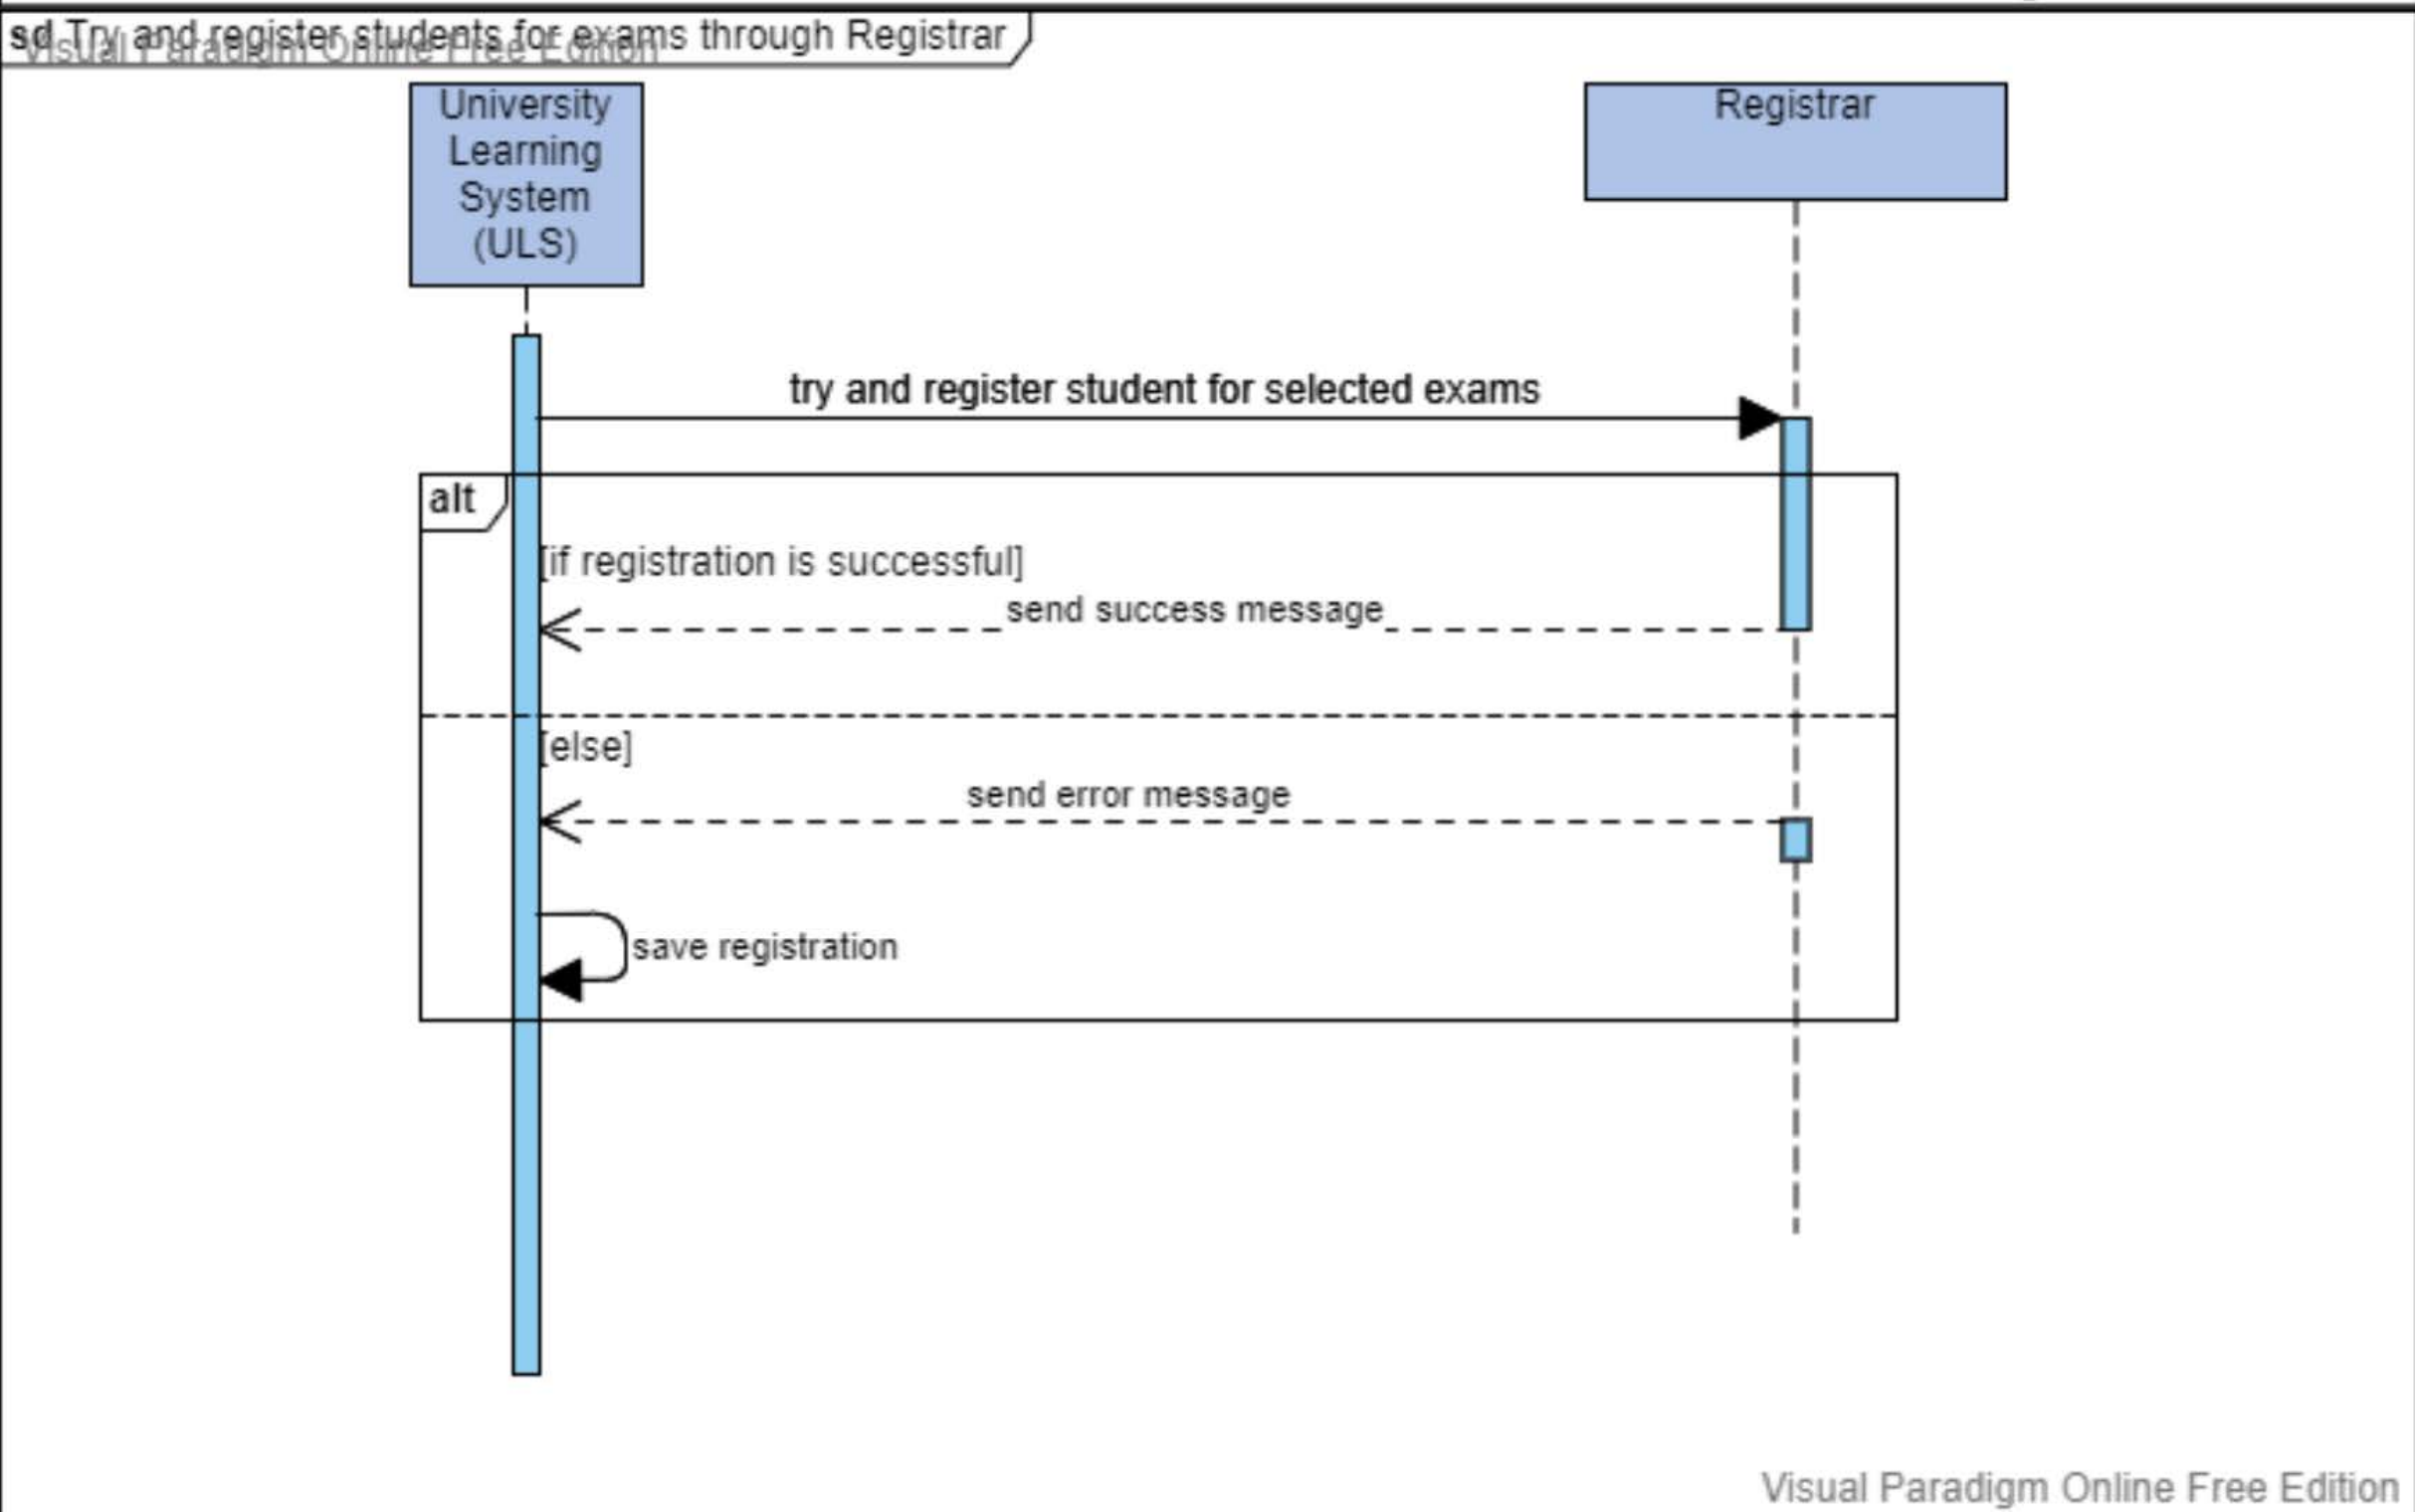 sd Try and register students for exams through Registrar
Visual Paradigm Online Free Edition
University
Learning
System
(ULS)
Registrar
try and register student for selected exams
alt
[if registration is successful]
send success message
[else]
send error message
save registration
Visual Paradigm Online Free Edition